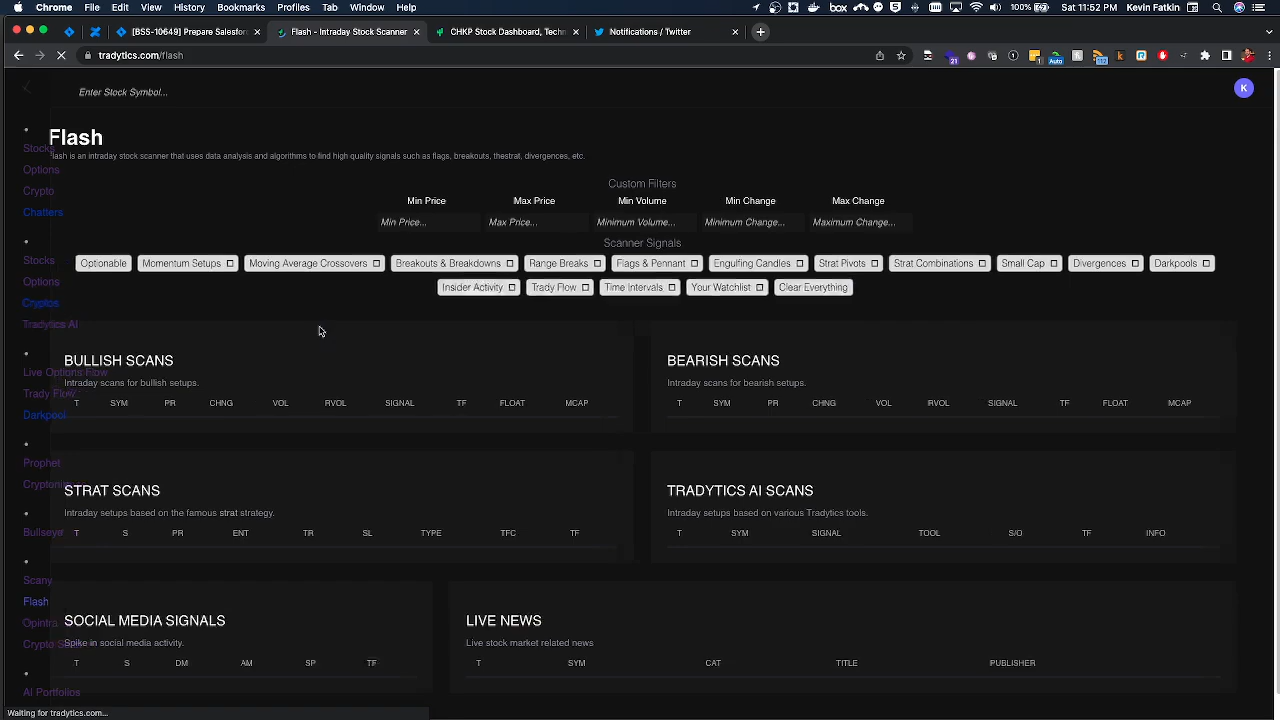 Chrome File Edit View History Bookmarks Profiles Tab Window Help 100% Sat 11:52 Kevin Fatkin
[BSS-10649] Prepare Salesforc Flash - Intraday Stock Scanner CHKP Stock Dashboard, Techn Notifications / Twitter
tradytics.com/flash
Enter Stock Symbol...
K
Flash
Flash is an intraday stock scanner that uses data analysis and algorithms to find high quality signals such as flags, breakouts, thestrat, divergences, etc.
Stocks
Options
Crypto
Chatters
Stocks
Options
Cryptos
Tradytics AI
Live Options Flow
Trady Flow
Darkpool
Prophet
Bullseye
Scany
Flash
Opintra
AI Portfolios
Custom Filters
Min Price Max Price Min Volume Min Change Max Change
Min Price... Max Price... Minimum Volume... Minimum Change... Maximum Change...
Scanner Signals
Optionable Momentum Setups Moving Average Crossovers Breakouts & Breakdowns Range Breaks Flags & Pennant Engulfing Candles Strat Pivots Strat Combinations Small Cap Divergences Darkpools
Insider Activity Trady Flow Time Intervals Your Watchlist Clear Everything
BULLISH SCANS
Intraday scans for bullish setups.
T SYM PR CHNG VOL RVOL SIGNAL TF FLOAT MCAP
BEARISH SCANS
Intraday scans for bearish setups.
T SYM PR CHNG VOL RVOL SIGNAL TF FLOAT MCAP
STRAT SCANS
Intraday setups based on the famous strat strategy.
T S PR ENT TR SL TYPE TFC TF
TRADYTICS AI SCANS
Intraday setups based on various Tradytics tools.
T SYM SIGNAL TOOL S/O TF INFO
SOCIAL MEDIA SIGNALS
Spike in social media activity.
T S DM AM SP TF
LIVE NEWS
Live stock market related news
T SYM CAT TITLE PUBLISHER
Waiting for tradytics.com...